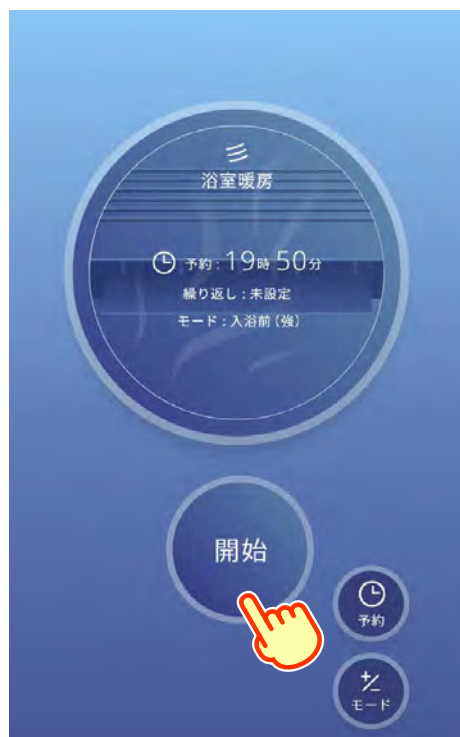 浴室暖房
予約：19時50分
繰り返し：未設定
モード：入浴前（強）
開始
予約
+/-
モード